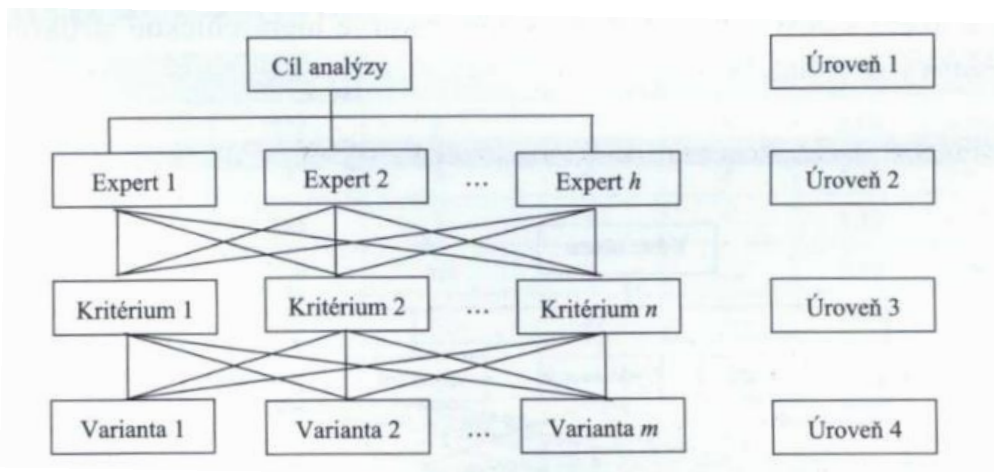 Cíl analýzy Úroveň 1
Expert 1 Expert 2 ... Expert h Úroveň 2
Kritérium 1 Kritérium 2 ... Kritérium n Úroveň 3
Varianta 1 Varianta 2 ... Varianta m Úroveň 4